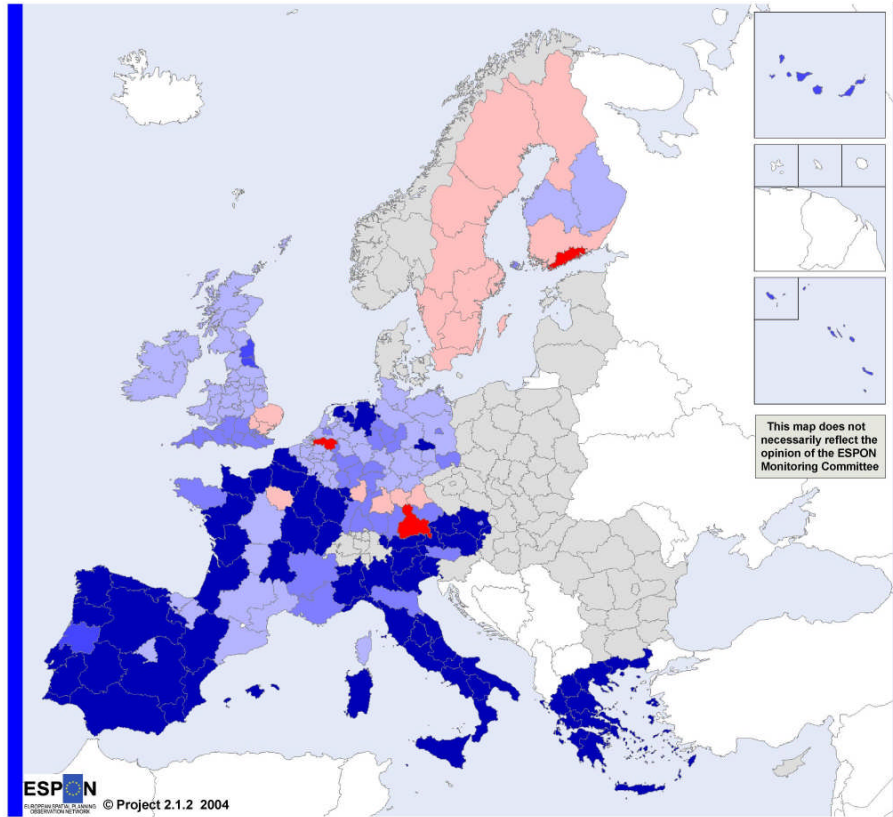 This map does not
necessarily reflect the
opinion of the ESPON
Monitoring Committee
ESPON
EUROPEAN SPATIAL PLANNING
OBSERVATION NETWORK
© Project 2.1.2 2004